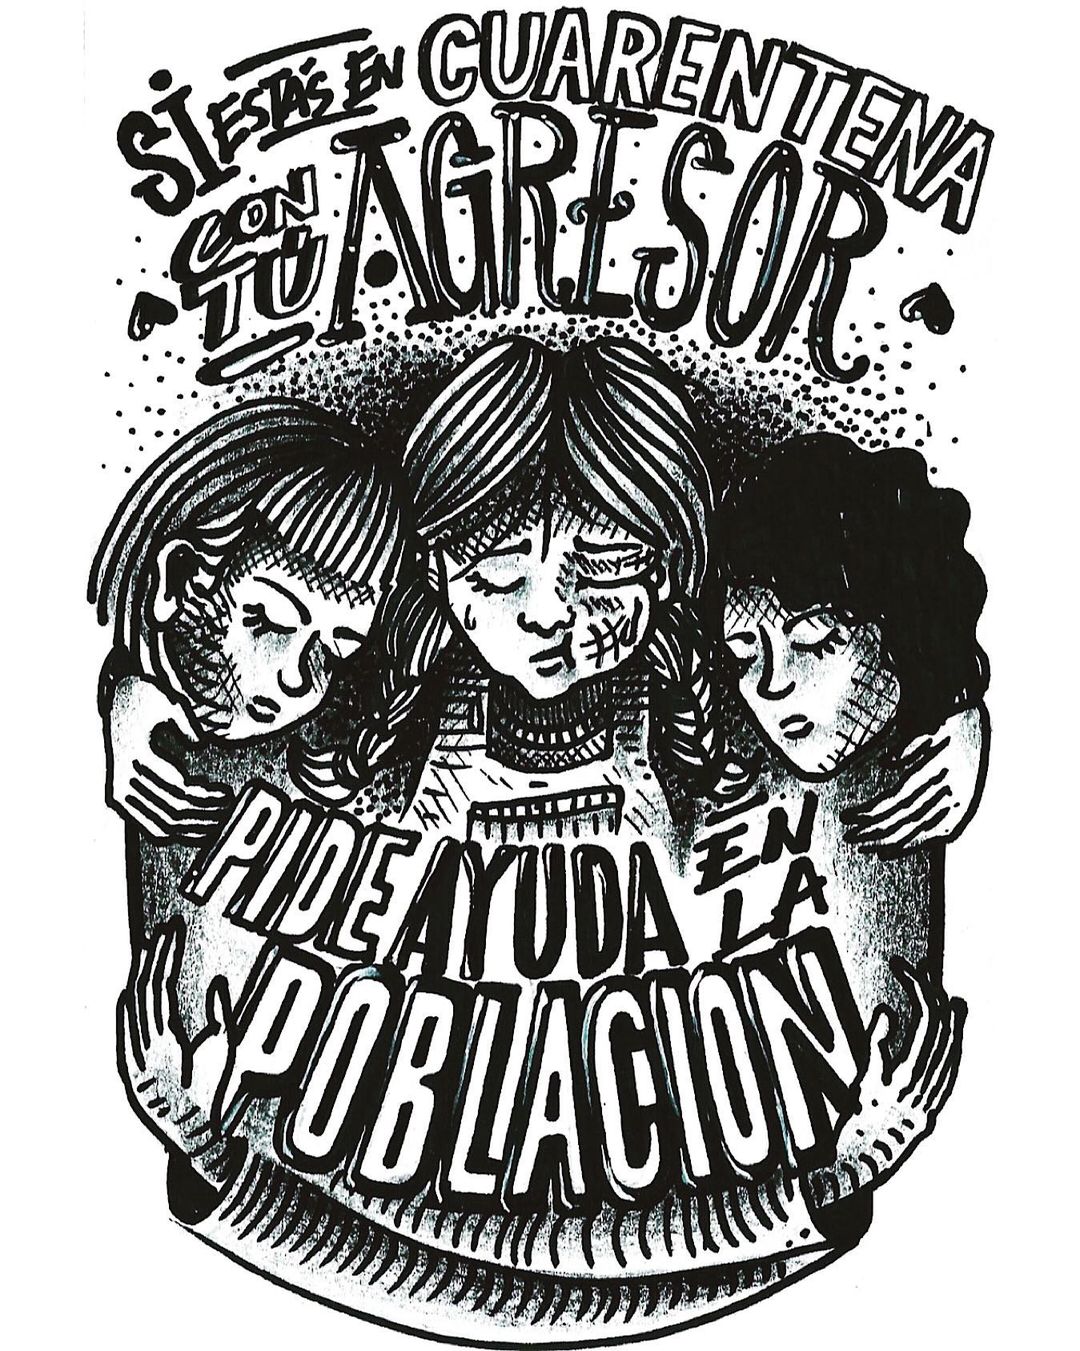 SI ESTÁS EN CUARENTENA
CON TU AGRESOR
PIDE AYUDA EN LA
POBLACION